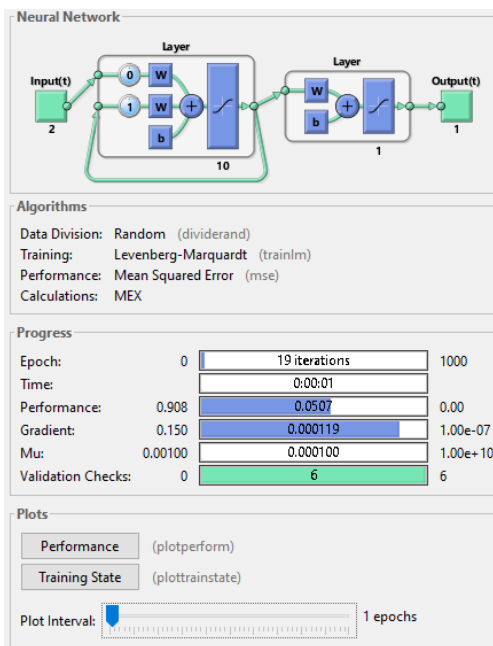 Neural Network
Layer
Layer
Input(t)
0 W
W
Output(t)
1 W +
+
b
b
2
1
1
10
Algorithms
Data Division: Random (dividerand)
Training: Levenberg-Marquardt (trainlm)
Performance: Mean Squared Error (mse)
Calculations: MEX
Progress
Epoch: 0 19 iterations 1000
Time: 0:00:01
Performance: 0.908 0.0507 0.00
Gradient: 0.150 0.000119 1.00e-07
Mu: 0.00100 0.000100 1.00e+10
Validation Checks: 0 6 6
Plots
Performance (plotperform)
Training State (plottrainstate)
Plot Interval: 1 epochs